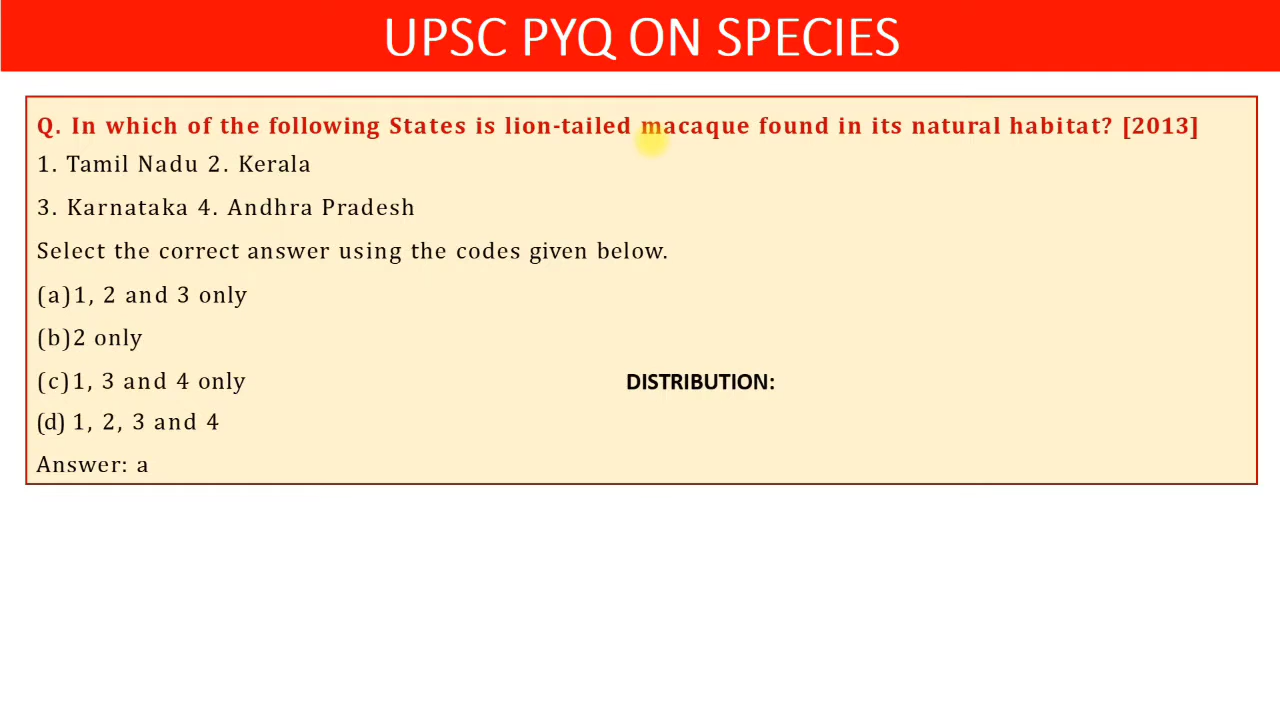 UPSC PYQ ON SPECIES
Q. In which of the following States is lion-tailed macaque found in its natural habitat? [2013]
1. Tamil Nadu 2. Kerala
3. Karnataka 4. Andhra Pradesh
Select the correct answer using the codes given below.
(a)1, 2 and 3 only
(b)2 only
(c)1, 3 and 4 only
DISTRIBUTION:
(d) 1, 2, 3 and 4
Answer: a